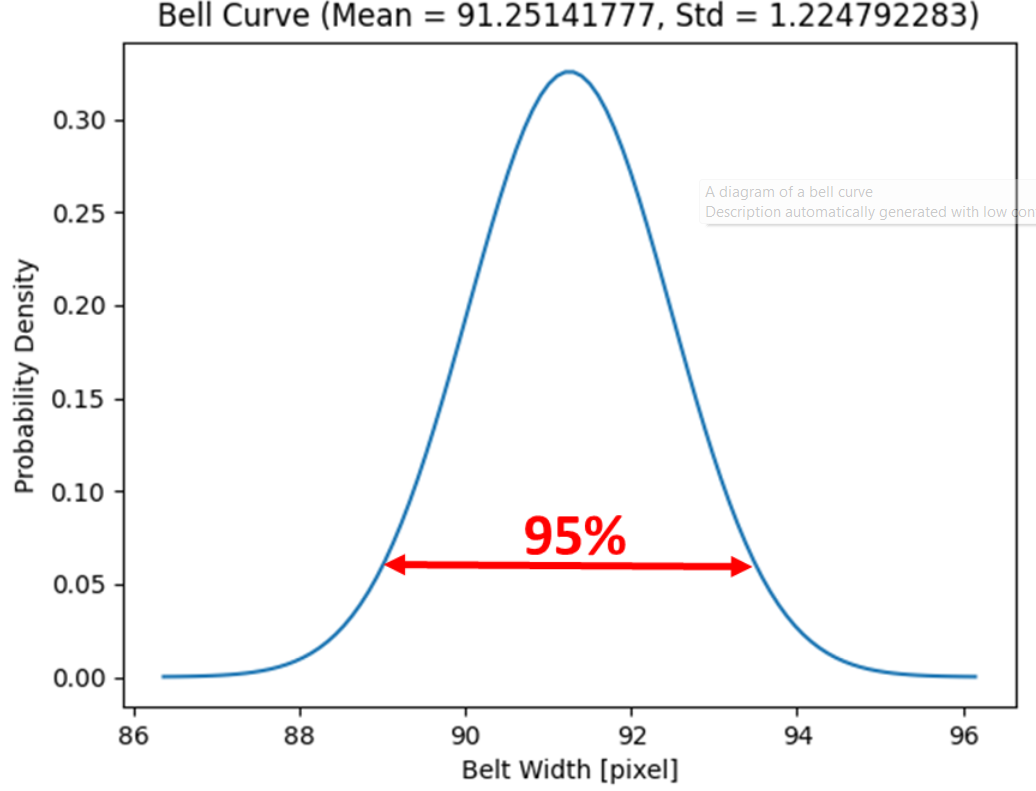 Bell Curve (Mean = 91.25141777, Std = 1.224792283)
0.30
0.25
0.20
0.15
0.10
0.05
0.00
Probability Density
A diagram of a bell curve
Description automatically generated with low con
95%
86 88 90 92 94 96
Belt Width [pixel]